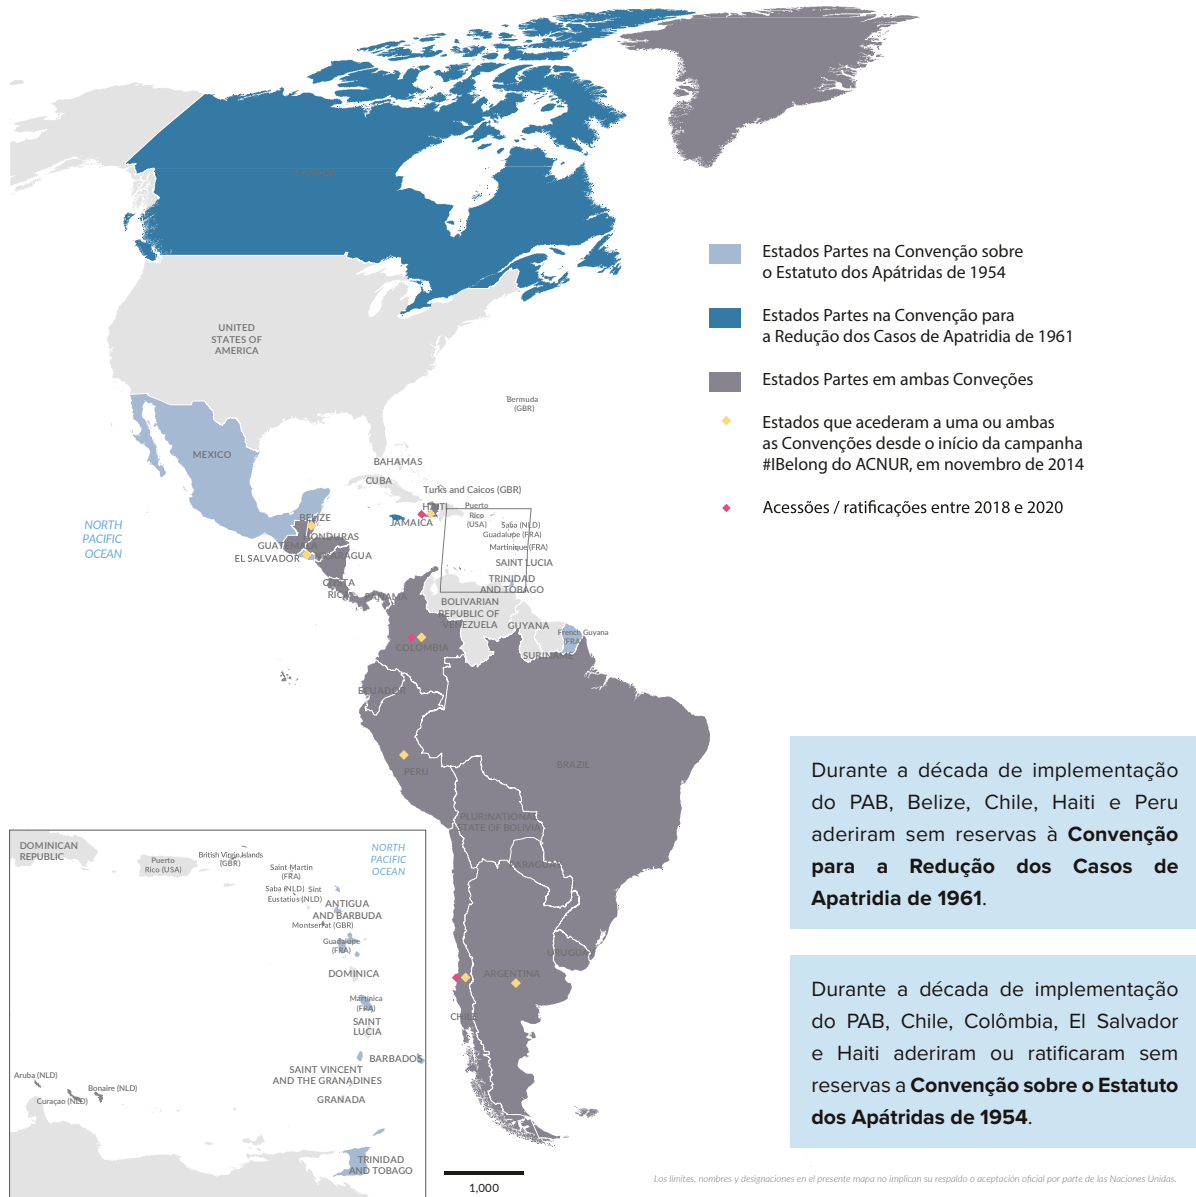 CANADA
UNITED
STATES OF
AMERICA
Estados Partes na Convenção sobre
o Estatuto dos Apátridas de 1954
Estados Partes na Convenção para
a Redução dos Casos de Apatridia de 1961
Estados Partes em ambas Conveções
Estados que acederam a uma ou ambas
as Convenções desde o início da campanha
#IBelong do ACNUR, em novembro de 2014
Acessões / ratificações entre 2018 e 2020
Bermuda
(GBR)
MEXICO
BAHAMAS
CUBA
Turks and Caicos (GBR)
HAITI
JAMAICA
Puerto
Rico
(USA)
Saba (NLD)
Guadalupe (FRA)
Martinique (FRA)
SAINT LUCIA
TRINIDAD
AND TOBAGO
NORTH
PACIFIC
OCEAN
BELIZE
HONDURAS
GUATEMALA
EL SALVADOR
NICARAGUA
COSTA
RICA
PANAMA
BOLIVARIAN
REPUBLIC OF
VENEZUELA
GUYANA
French Guyana
(FRA)
SURINAME
COLOMBIA
ECUADOR
PERU
BRAZIL
PLURINATIONAL
STATE OF BOLIVIA
PARAGUAY
URUGUAY
ARGENTINA
CHILE
Durante a década de implementação
do PAB, Belize, Chile, Haiti e Peru
aderiram sem reservas à Convenção
para a Redução dos Casos de
Apatridia de 1961.
Durante a década de implementação
do PAB, Chile, Colômbia, El Salvador
e Haiti aderiram ou ratificaram sem
reservas a Convenção sobre o Estatuto
dos Apátridas de 1954.
DOMINICAN
REPUBLIC
Puerto
Rico (USA)
British Virgin Islands
(GBR)
NORTH
PACIFIC
OCEAN
Saint-Martin
(FRA)
Saba (NLD)
Sint
Eustatius (NLD)
ANTIGUA
AND BARBUDA
Montserrat (GBR)
Guadalupe
(FRA)
DOMINICA
Martinica
(FRA)
SAINT
LUCIA
BARBADOS
SAINT VINCENT
AND THE GRANADINES
GRANADA
Aruba (NLD)
Curaçao (NLD)
Bonaire (NLD)
TRINIDAD
AND TOBAGO
1,000
Los límites, nombres y designaciones en el presente mapa no implican su respaldo o aceptación oficial por parte de las Naciones Unidas.